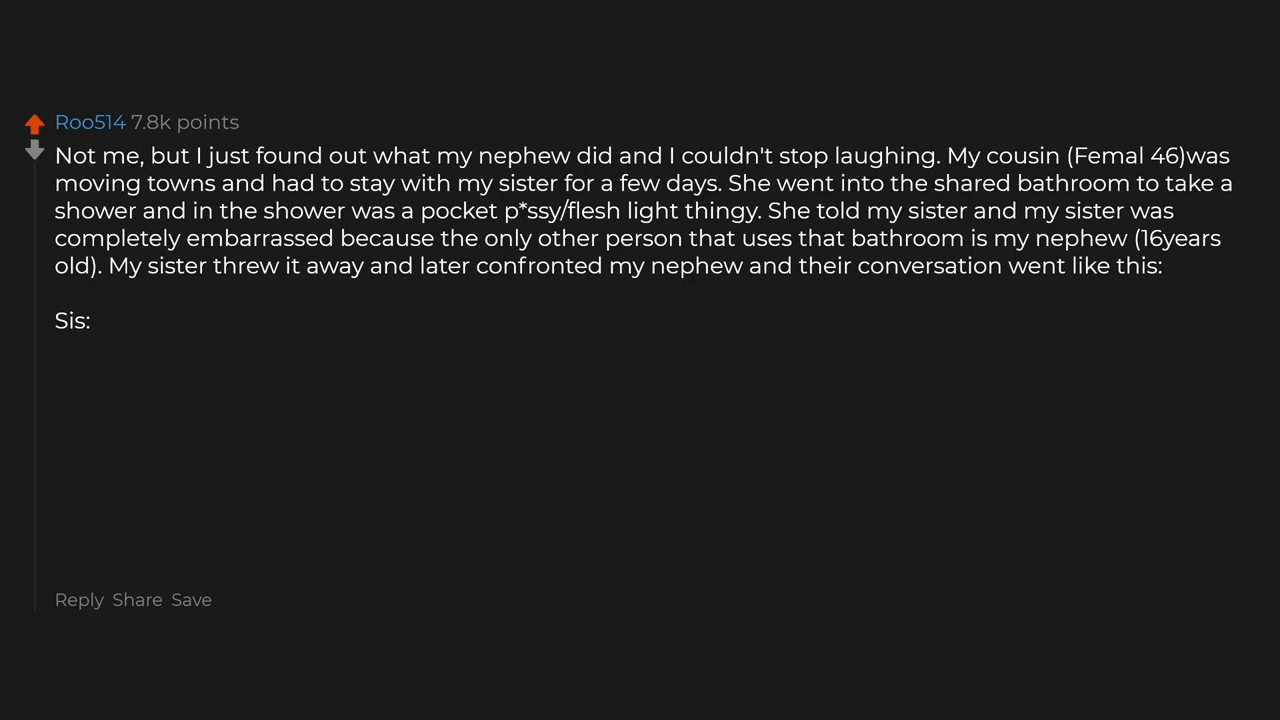 Roo514 7.8k points
Not me, but I just found out what my nephew did and I couldn't stop laughing. My cousin (Femal 46)was
moving towns and had to stay with my sister for a few days. She went into the shared bathroom to take a
shower and in the shower was a pocket p*ssy/flesh light thingy. She told my sister and my sister was
completely embarrassed because the only other person that uses that bathroom is my nephew (16years
old). My sister threw it away and later confronted my nephew and their conversation went like this:
Sis:
Reply Share Save